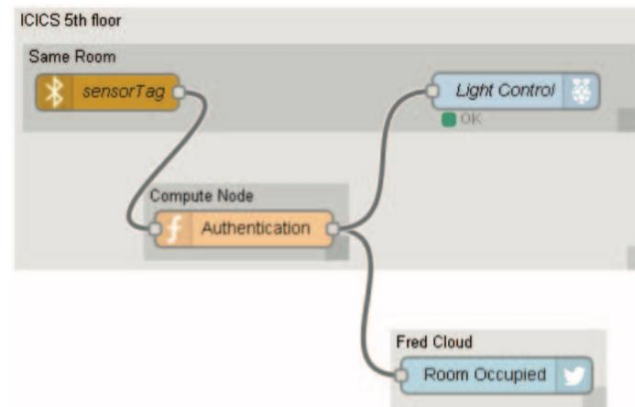 ICICS 5th floor
Same Room
sensorTag
Light Control
OK
Compute Node
f Authentication
Fred Cloud
Room Occupied